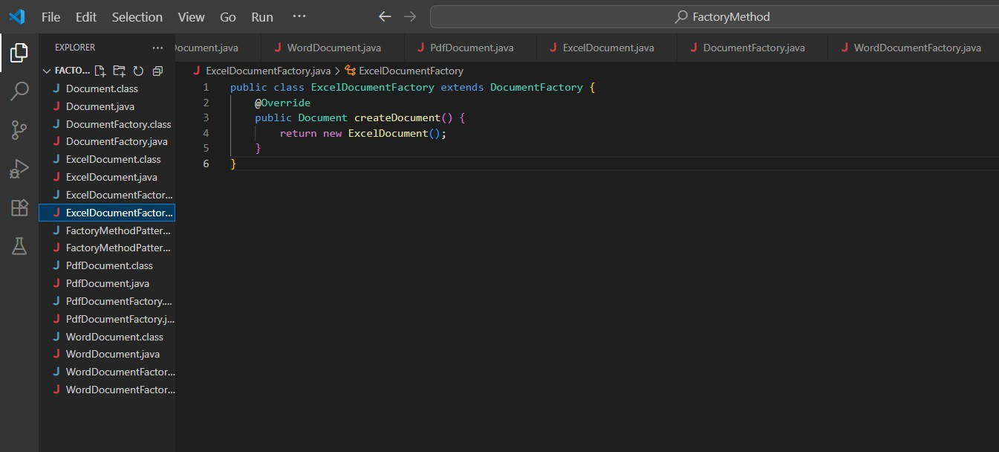 File Edit Selection View Go Run ···
FactoryMethod
EXPLORER ···
ocument.java
WordDocument.java
PdfDocument.java
ExcelDocument.java
DocumentFactory.java
WordDocumentFactory.java
FACTO...
Document.class
Document.java
DocumentFactory.class
DocumentFactory.java
ExcelDocument.class
ExcelDocument.java
ExcelDocumentFactor...
ExcelDocumentFactor...
FactoryMethodPatter...
FactoryMethodPatter...
PdfDocument.class
PdfDocument.java
PdfDocumentFactory....
PdfDocumentFactory.j...
WordDocument.class
WordDocument.java
WordDocumentFactor...
WordDocumentFactor...
ExcelDocumentFactory.java > ExcelDocumentFactory
1 public class ExcelDocumentFactory extends DocumentFactory {
2     @Override
3     public Document createDocument() {
4         return new ExcelDocument();
5     }
6 }